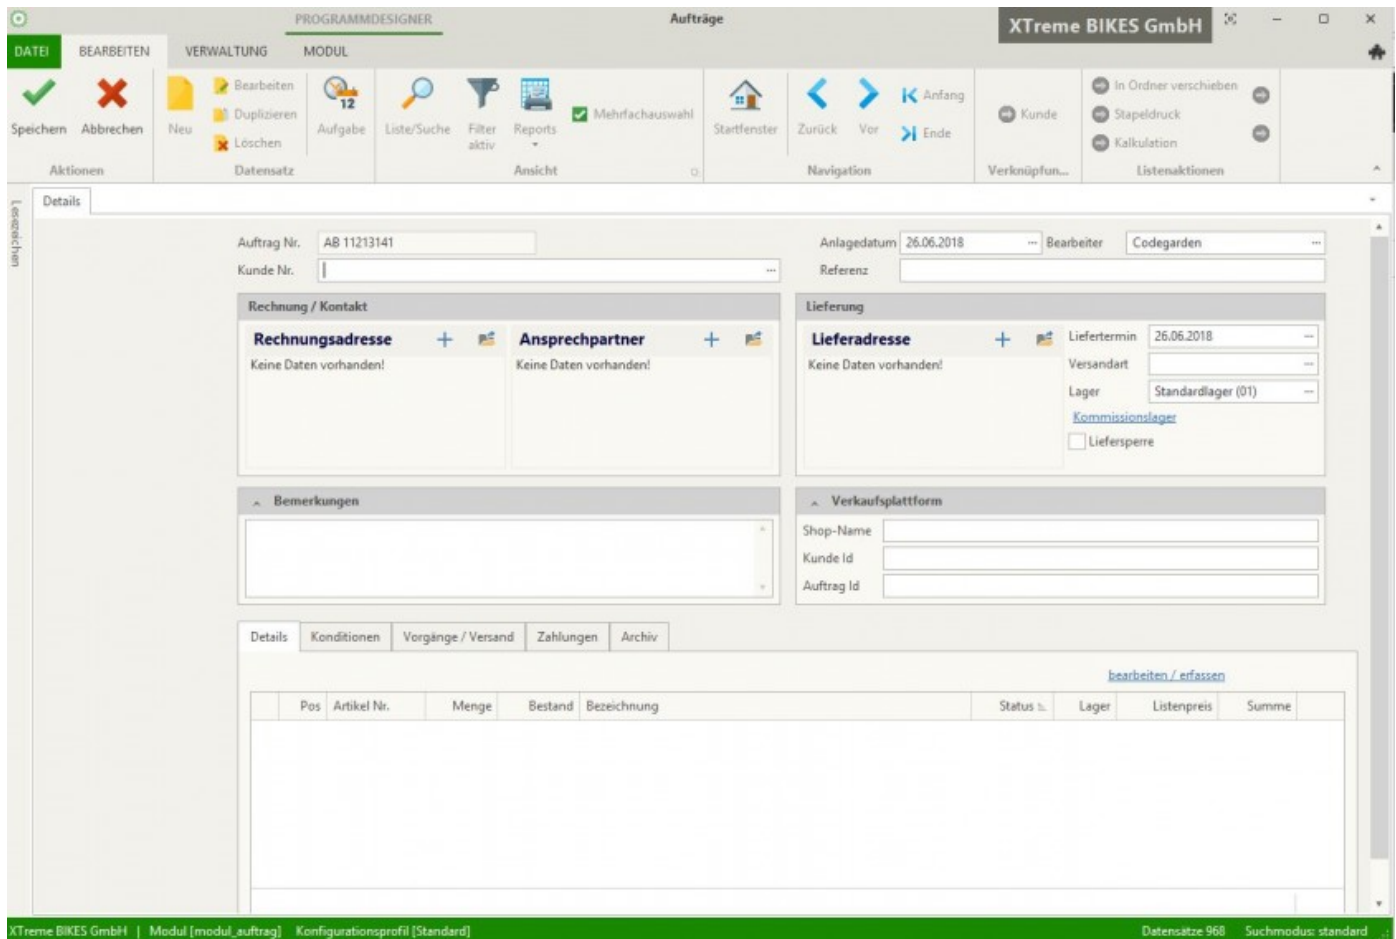 PROGRAMMDESIGNER Aufträge XTreme BIKES GmbH
DATEI BEARBEITEN VERWALTUNG MODUL
Speichern Abbrechen Neu Bearbeiten Duplizieren Löschen 12 Aufgabe Liste/Suche Filter aktiv Reports Mehrfachauswahl Startfenster Zurück Vor Anfang Ende Kunde In Ordner verschieben Stapeldruck Kalkulation
Aktionen Datensatz Ansicht Navigation Verknüpfun... Listenaktionen
Lesezeichen
Details
Auftrag Nr. AB 11213141 Anlagedatum 26.06.2018 ... Bearbeiter Codegarden ...
Kunde Nr. ... Referenz
Rechnung / Kontakt Lieferung
Rechnungsadresse Ansprechpartner Lieferadresse Liefertermin 26.06.2018 ...
Keine Daten vorhanden! Keine Daten vorhanden! Keine Daten vorhanden! Versandart ...
Lager Standardlager (01) ...
Kommissionslager
Liefersperre
Bemerkungen Verkaufsplattform
Shop-Name
Kunde Id
Auftrag Id
Details Konditionen Vorgänge / Versand Zahlungen Archiv
bearbeiten / erfassen
Pos Artikel Nr. Menge Bestand Bezeichnung Status Lager Listenpreis Summe
XTreme BIKES GmbH | Modul [modul_auftrag] Konfigurationsprofil [Standard] Datensätze 968 Suchmodus: standard